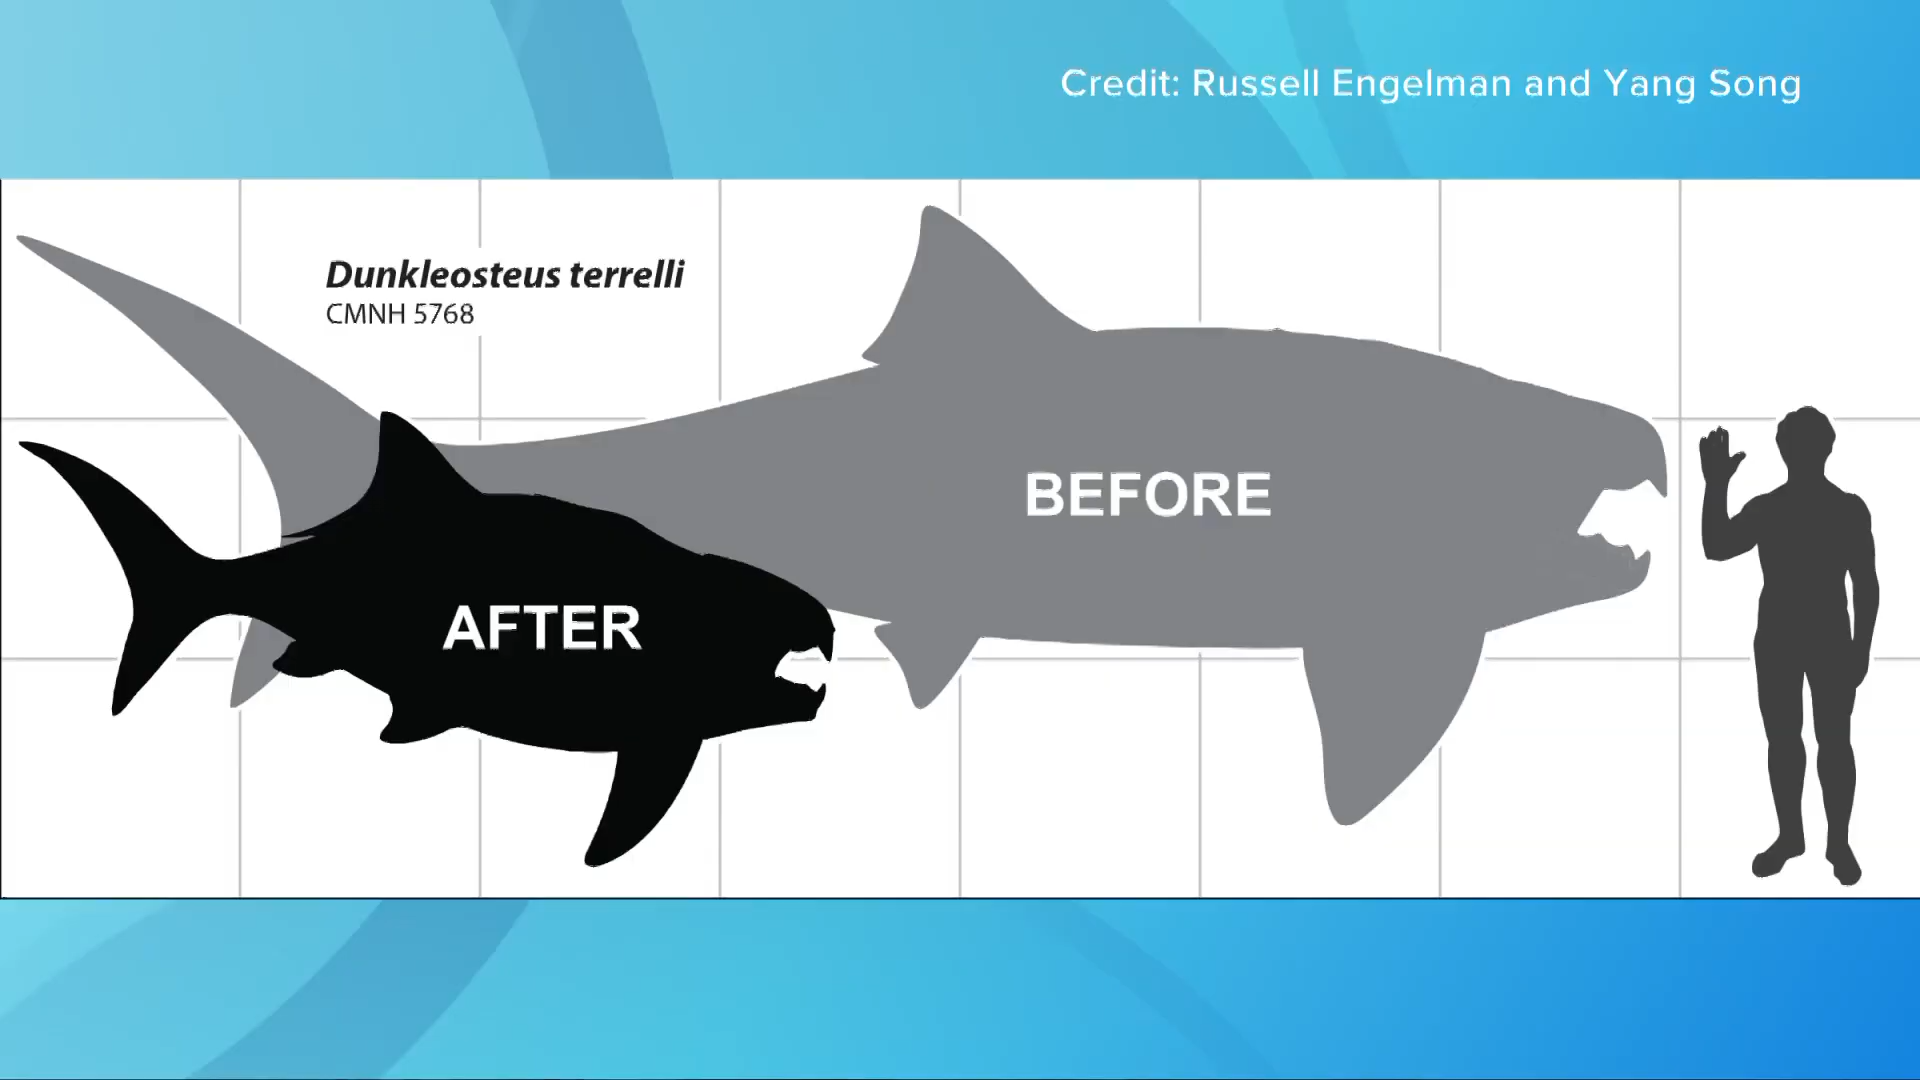 Credit: Russell Engelman and Yang Song
Dunkleosteus terrelli
CMNH 5768
BEFORE
AFTER